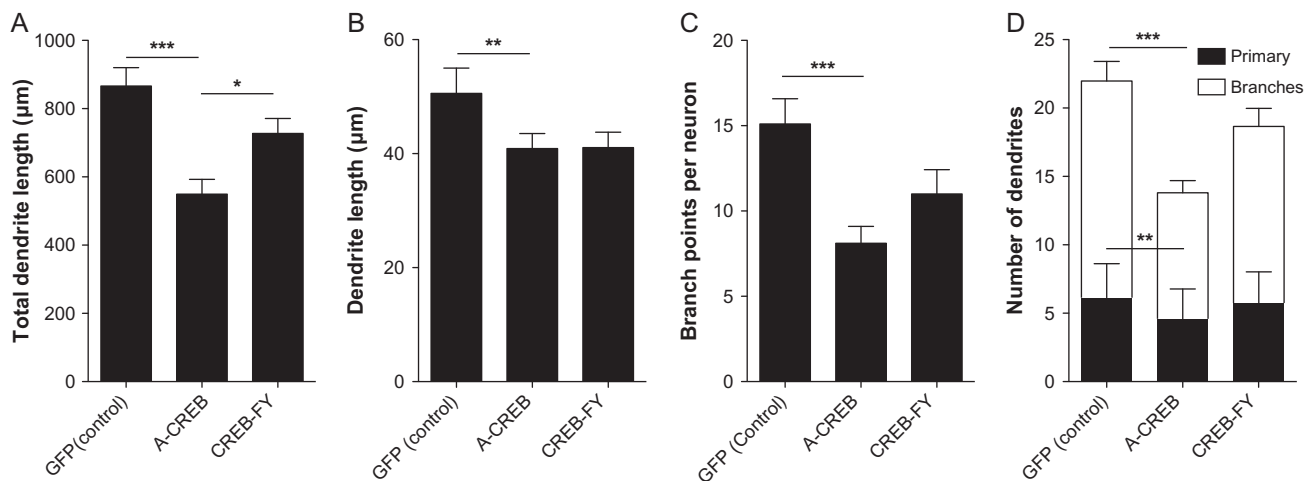 A
Total dendrite length (μm)
1000
800
600
400
200
0
***
*
GFP(control)
A-CREB
CREB-FY
B
Dendrite length (μm)
60
40
20
0
**
GFP (control)
A-CREB
CREB-FY
C
Branch points per neuron
20
15
10
5
0
***
GFP (Control)
A-CREB
CREB-FY
D
Number of dendrites
25
20
15
10
5
0
***
**
Primary
Branches
GFP (control)
A-CREB
CREB-FY